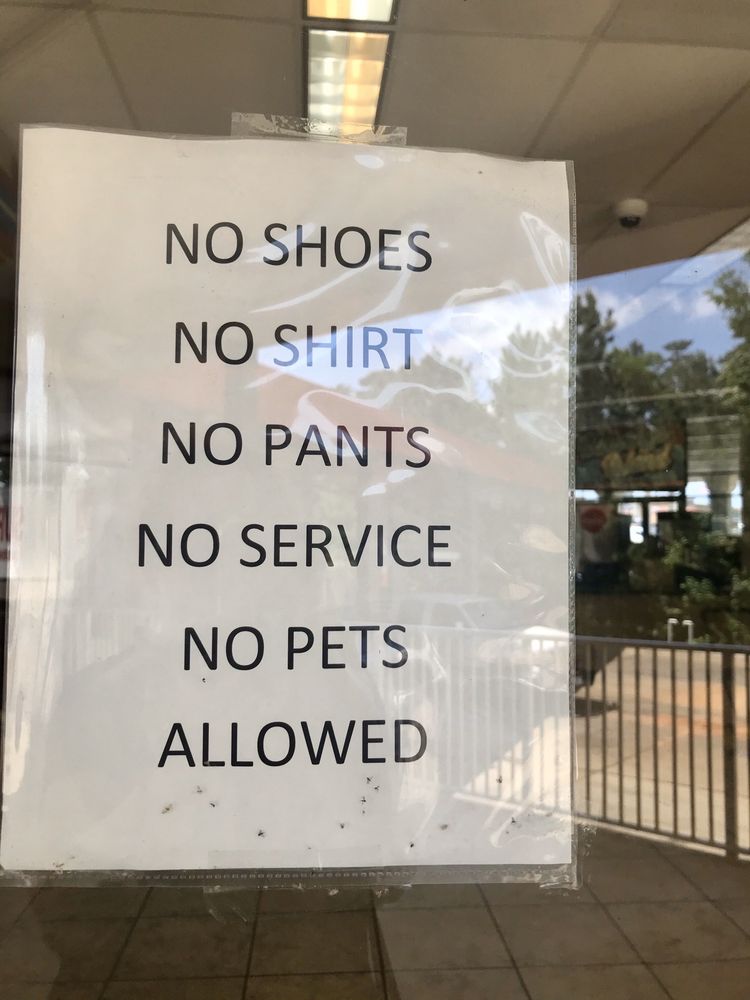 NO SHOES
NO SHIRT
NO PANTS
NO SERVICE
NO PETS
ALLOWED